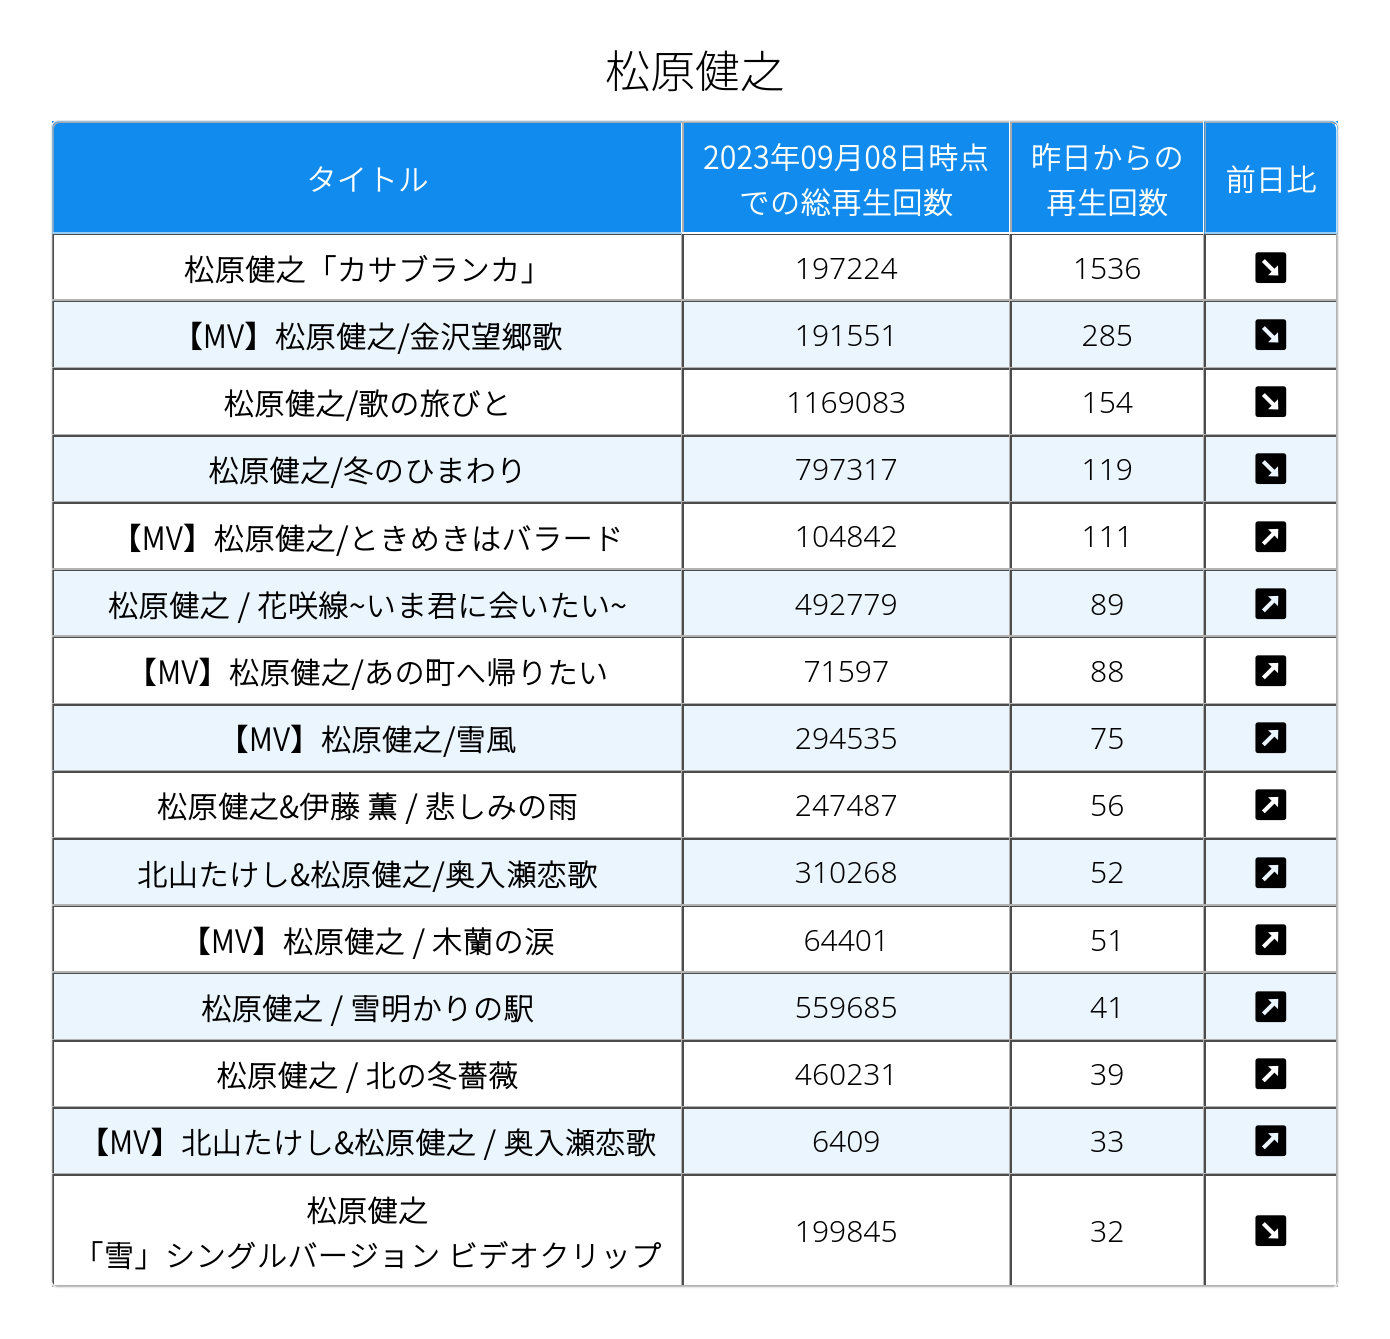 松原健之
タイトル
2023年09月08日時点
での総再生回数
昨日からの
再生回数
前日比
松原健之「カサブランカ」 197224 1536
【MV】松原健之/金沢望郷歌 191551 285
松原健之/歌の旅びと 1169083 154
松原健之/冬のひまわり 797317 119
【MV】松原健之/ときめきはバラード 104842 111
松原健之 / 花咲線~いま君に会いたい~ 492779 89
【MV】松原健之/あの町へ帰りたい 71597 88
【MV】松原健之/雪風 294535 75
松原健之&伊藤 薫 / 悲しみの雨 247487 56
北山たけし&松原健之/奥入瀬恋歌 310268 52
【MV】松原健之 / 木蘭の涙 64401 51
松原健之 / 雪明かりの駅 559685 41
松原健之 / 北の冬薔薇 460231 39
【MV】北山たけし&松原健之 / 奥入瀬恋歌 6409 33
松原健之
「雪」シングルバージョン ビデオクリップ 199845 32